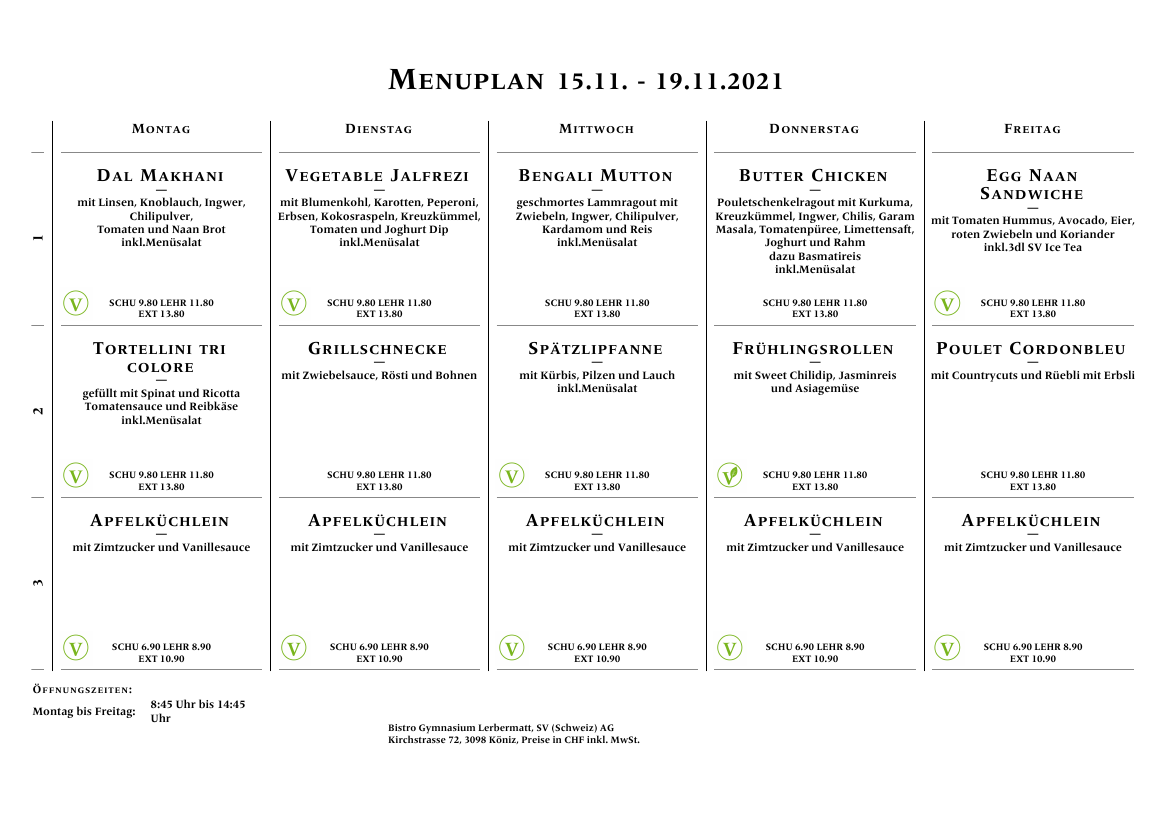 Menuplan 15.11. - 19.11.2021
Montag
Dienstag
Mittwoch
Donnerstag
Freitag
1
Dal Makhani
—
mit Linsen, Knoblauch, Ingwer,
Chilipulver,
Tomaten und Naan Brot
inkl.Menüsalat
V
SCHU 9.80 LEHR 11.80
EXT 13.80
Vegetable Jalfrezi
—
mit Blumenkohl, Karotten, Peperoni,
Erbsen, Kokosraspeln, Kreuzkümmel,
Tomaten und Joghurt Dip
inkl.Menüsalat
V
SCHU 9.80 LEHR 11.80
EXT 13.80
Bengali Mutton
—
geschmortes Lammragout mit
Zwiebeln, Ingwer, Chilipulver,
Kardamom und Reis
inkl.Menüsalat
SCHU 9.80 LEHR 11.80
EXT 13.80
Butter Chicken
—
Pouletschenkelragout mit Kurkuma,
Kreuzkümmel, Ingwer, Chilis, Garam
Masala, Tomatenpüree, Limettensaft,
Joghurt und Rahm
dazu Basmatireis
inkl.Menüsalat
SCHU 9.80 LEHR 11.80
EXT 13.80
Egg Naan
Sandwiche
—
mit Tomaten Hummus, Avocado, Eier,
roten Zwiebeln und Koriander
inkl.3dl SV Ice Tea
V
SCHU 9.80 LEHR 11.80
EXT 13.80
2
Tortellini tri
colore
—
gefüllt mit Spinat und Ricotta
Tomatensauce und Reibkäse
inkl.Menüsalat
V
SCHU 9.80 LEHR 11.80
EXT 13.80
Grillschnecke
—
mit Zwiebelsauce, Rösti und Bohnen
SCHU 9.80 LEHR 11.80
EXT 13.80
Spätzlipfanne
—
mit Kürbis, Pilzen und Lauch
inkl.Menüsalat
V
SCHU 9.80 LEHR 11.80
EXT 13.80
Frühlingsrollen
—
mit Sweet Chilidip, Jasminreis
und Asiagemüse
V
SCHU 9.80 LEHR 11.80
EXT 13.80
Poulet Cordonbleu
—
mit Countrycuts und Rüebli mit Erbsli
SCHU 9.80 LEHR 11.80
EXT 13.80
3
Apfelküchlein
—
mit Zimtzucker und Vanillesauce
V
SCHU 6.90 LEHR 8.90
EXT 10.90
Apfelküchlein
—
mit Zimtzucker und Vanillesauce
V
SCHU 6.90 LEHR 8.90
EXT 10.90
Apfelküchlein
—
mit Zimtzucker und Vanillesauce
V
SCHU 6.90 LEHR 8.90
EXT 10.90
Apfelküchlein
—
mit Zimtzucker und Vanillesauce
V
SCHU 6.90 LEHR 8.90
EXT 10.90
Apfelküchlein
—
mit Zimtzucker und Vanillesauce
V
SCHU 6.90 LEHR 8.90
EXT 10.90
Öffnungszeiten:
Montag bis Freitag: 8:45 Uhr bis 14:45
Uhr
Bistro Gymnasium Lerbermatt, SV (Schweiz) AG
Kirchstrasse 72, 3098 Köniz, Preise in CHF inkl. MwSt.